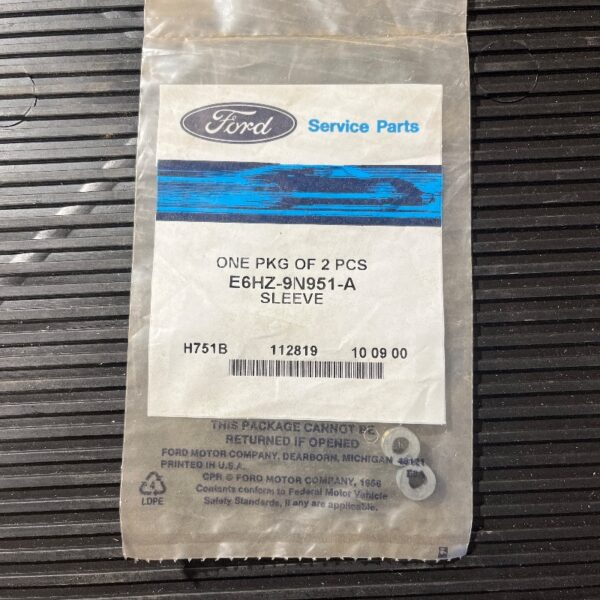 Ford Service Parts
ONE PKG OF 2 PCS
E6HZ-9N951-A
SLEEVE
H751B 112819 10 09 00
THIS PACKAGE CANNOT BE
RETURNED IF OPENED
FORD MOTOR COMPANY, DEARBORN, MICHIGAN
PRINTED IN U.S.A.
CPR © FORD MOTOR COMPANY,
Contents conform to Federal Motor Vehicle
Safety Standards, if any are applicable.
4
LDPE